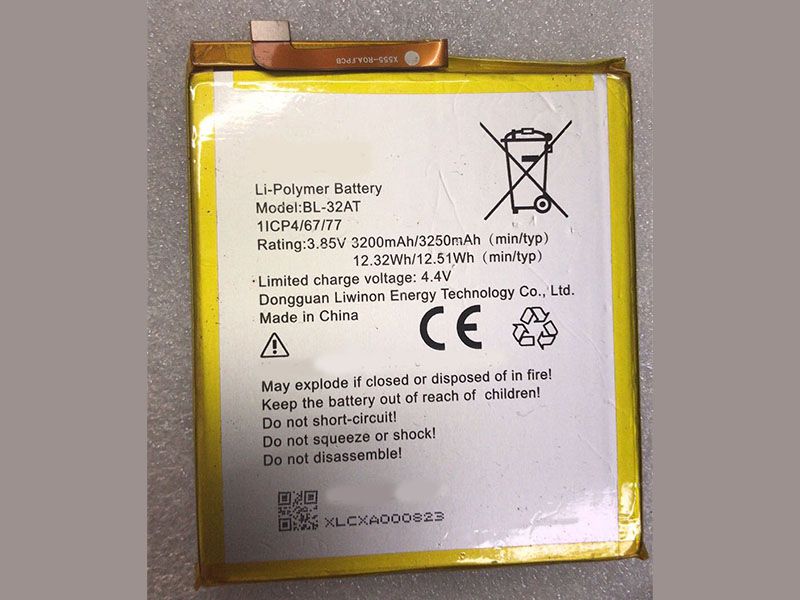 X555-ROA.FPCB
Li-Polymer Battery
Model:BL-32AT
1ICP4/67/77
Rating:3.85V 3200mAh/3250mAh (min/typ)
12.32Wh/12.51Wh (min/typ)
Limited charge voltage: 4.4V
Dongguan Liwinon Energy Technology Co., Ltd.
Made in China
CE
May explode if closed or disposed of in fire!
Keep the battery out of reach of children!
Do not short-circuit!
Do not squeeze or shock!
Do not disassemble!
XLCXA000823